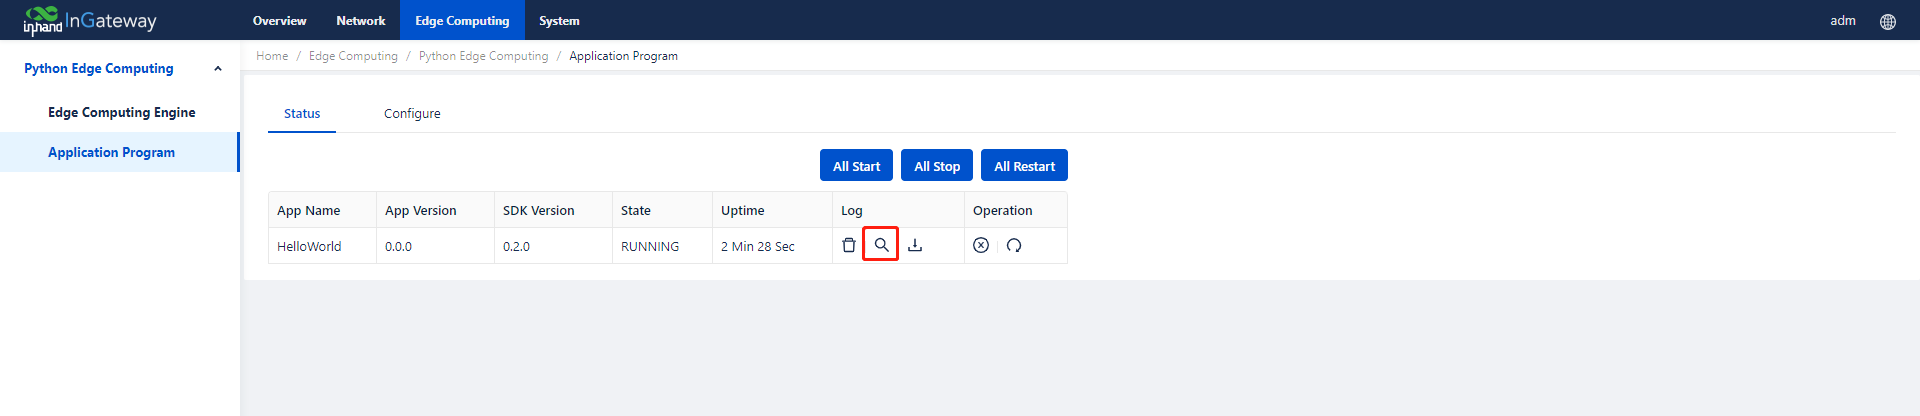 inhand InGateway Overview Network Edge Computing System adm
Home / Edge Computing / Python Edge Computing / Application Program
Python Edge Computing
Edge Computing Engine
Application Program
Status Configure
All Start All Stop All Restart
App Name App Version SDK Version State Uptime Log Operation
HelloWorld 0.0.0 0.2.0 RUNNING 2 Min 28 Sec